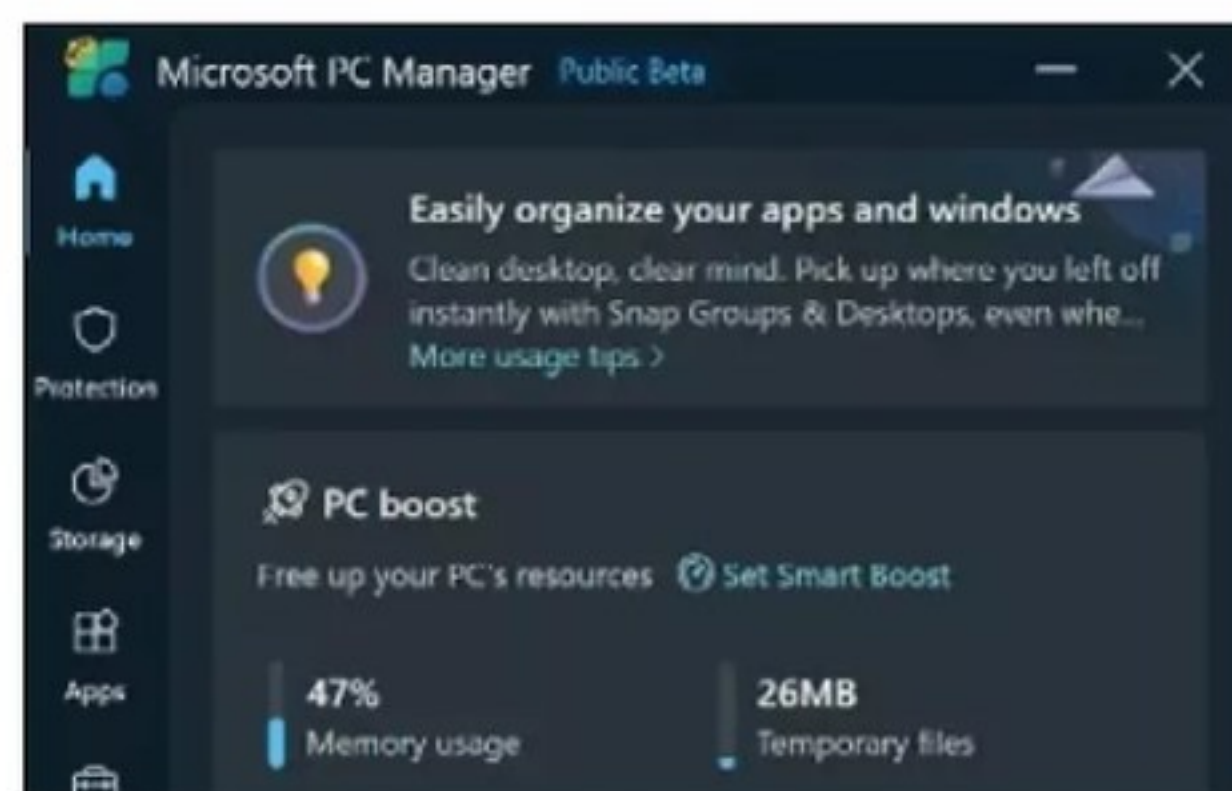 Microsoft PC Manager Public Beta
Home
Protection
Storage
Apps
Easily organize your apps and windows
Clean desktop, clear mind. Pick up where you left off
instantly with Snap Groups & Desktops, even whe...
More usage tips >
PC boost
Free up your PC's resources Set Smart Boost
47%
Memory usage
26MB
Temporary files